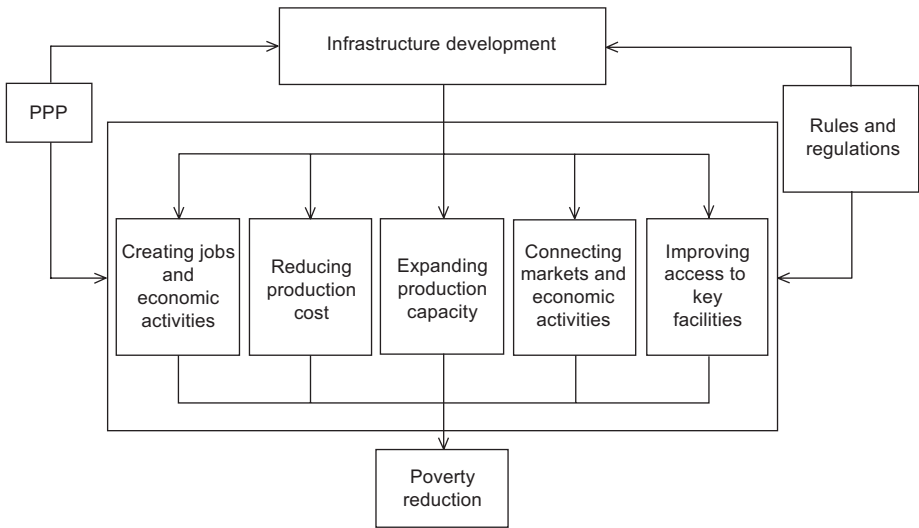 Infrastructure development
PPP
Rules and
regulations
Creating jobs
and
economic
activities
Reducing
production
cost
Expanding
production
capacity
Connecting
markets and
economic
activities
Improving
access to
key
facilities
Poverty
reduction